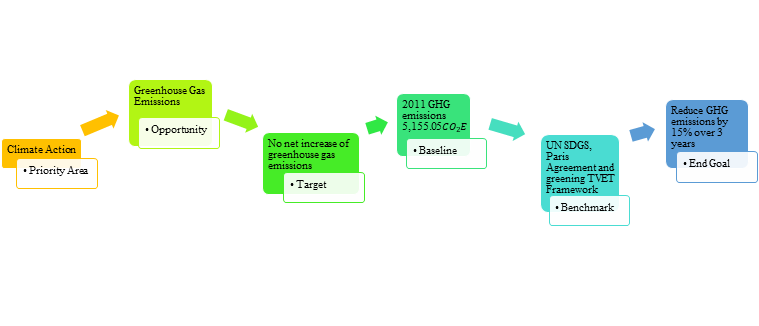 Climate Action
• Priority Area
Greenhouse Gas
Emissions
• Opportunity
No net increase of
greenhouse gas
emissions
• Target
2011 GHG
emissions
5,155.05CO₂E
• Baseline
UN SDGS,
Paris
Agreement and
greening TVET
Framework
• Benchmark
Reduce GHG
emissions by
15% over 3
years
• End Goal